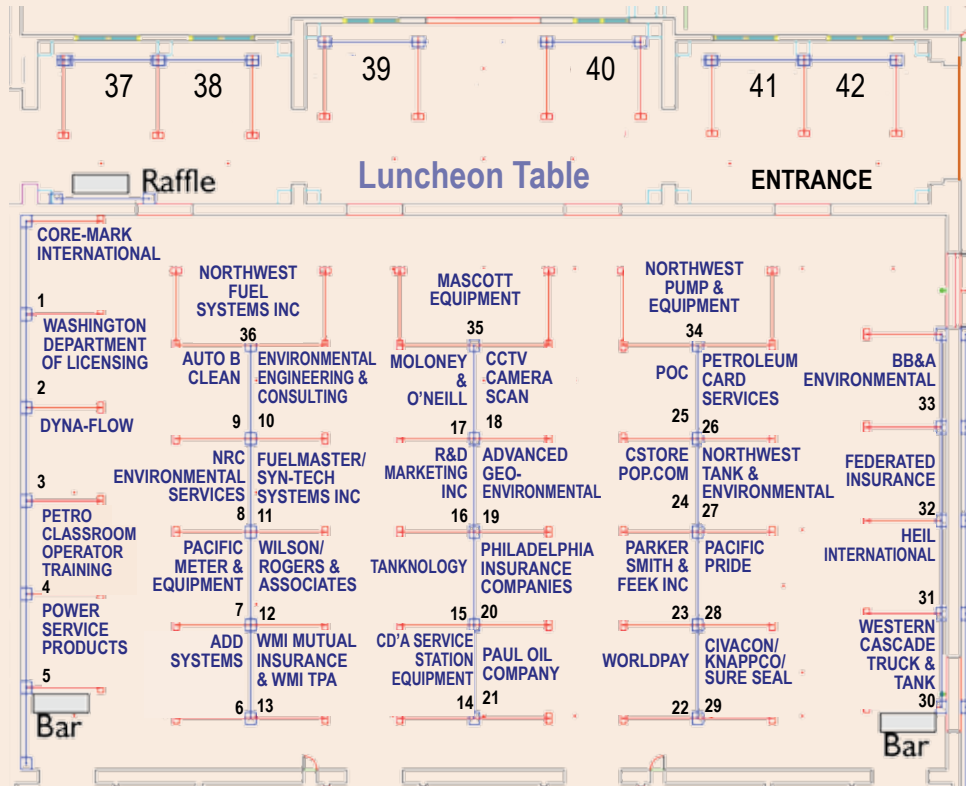 37
38
39
40
41
42
Raffle
Luncheon Table
ENTRANCE
CORE-MARK
INTERNATIONAL
1
WASHINGTON
DEPARTMENT
OF LICENSING
2
DYNA-FLOW
3
PETRO
CLASSROOM
OPERATOR
TRAINING
4
POWER
SERVICE
PRODUCTS
5
Bar
NORTHWEST
FUEL
SYSTEMS INC
36
AUTO B
CLEAN
9
ENVIRONMENTAL
ENGINEERING &
CONSULTING
10
NRC
ENVIRONMENTAL
SERVICES
8
FUELMASTER/
SYN-TECH
SYSTEMS INC
11
PACIFIC
METER &
EQUIPMENT
7
WILSON/
ROGERS &
ASSOCIATES
12
ADD
SYSTEMS
6
WMI MUTUAL
INSURANCE
& WMI TPA
13
MASCOTT
EQUIPMENT
35
MOLONEY
&
O'NEILL
17
CCTV
CAMERA
SCAN
18
R&D
MARKETING
INC
16
ADVANCED
GEO-
ENVIRONMENTAL
19
TANKNOLOGY
15
PHILADELPHIA
INSURANCE
COMPANIES
20
CD'A SERVICE
STATION
EQUIPMENT
14
PAUL OIL
COMPANY
21
NORTHWEST
PUMP &
EQUIPMENT
34
POC
25
PETROLEUM
CARD
SERVICES
26
CSTORE
POP.COM
24
NORTHWEST
TANK &
ENVIRONMENTAL
27
PARKER
SMITH &
FEEK INC
23
PACIFIC
PRIDE
28
WORLDPAY
22
CIVACON/
KNAPPCO/
SURE SEAL
29
BB&A
ENVIRONMENTAL
33
FEDERATED
INSURANCE
32
HEIL
INTERNATIONAL
31
WESTERN
CASCADE
TRUCK &
TANK
30
Bar